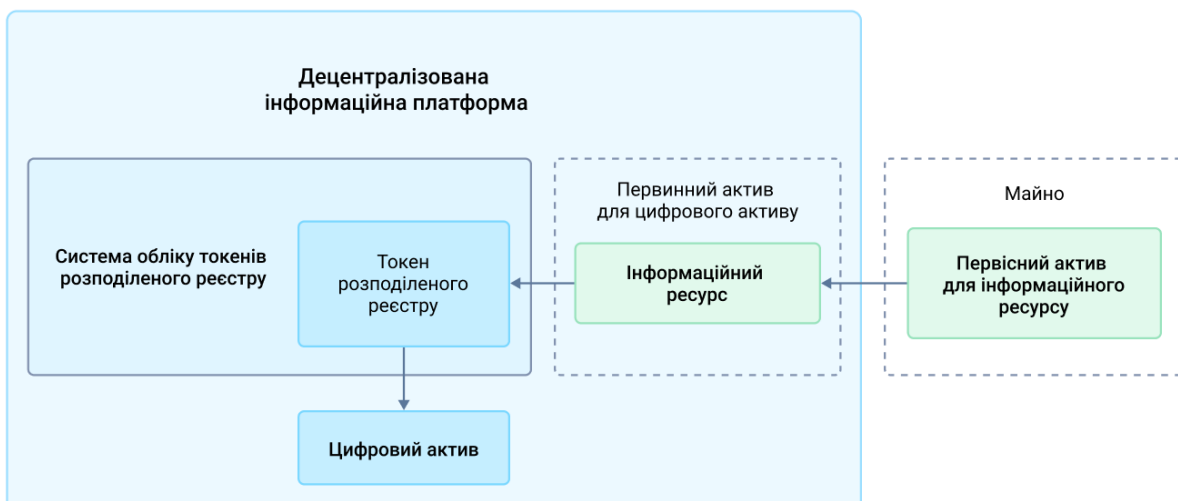 Децентралізована
інформаційна платформа
Система обліку токенів
розподіленого реєстру
Токен
розподіленого
реєстру
Первинний актив
для цифрового активу
Інформаційний
ресурс
Майно
Первісний актив
для інформаційного
ресурсу
Цифровий актив